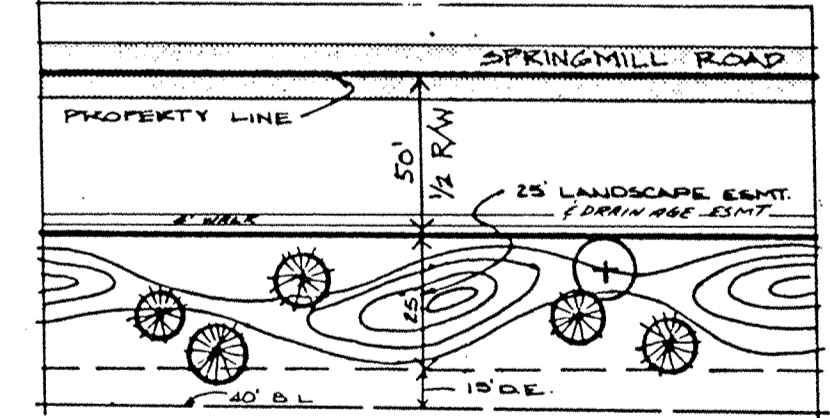 SPRINGMILL ROAD
PROPERTY LINE
50'
1/2 R/W
25' LANDSCAPE ESMT.
& DRAINAGE ESMT
WALK
25'
15' D.E.
40' B L